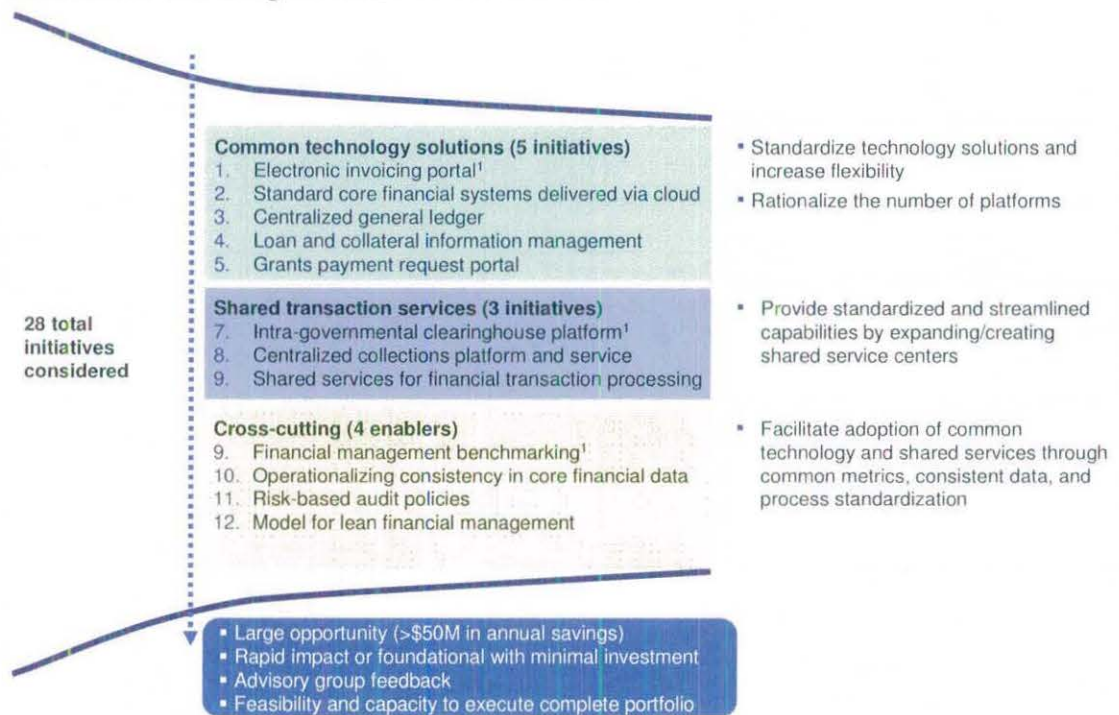 Common technology solutions (5 initiatives)
1. Electronic invoicing portal¹
2. Standard core financial systems delivered via cloud
3. Centralized general ledger
4. Loan and collateral information management
5. Grants payment request portal
▪ Standardize technology solutions and
increase flexibility
▪ Rationalize the number of platforms
28 total
initiatives
considered
Shared transaction services (3 initiatives)
7. Intra-governmental clearinghouse platform¹
8. Centralized collections platform and service
9. Shared services for financial transaction processing
▪ Provide standardized and streamlined
capabilities by expanding/creating
shared service centers
Cross-cutting (4 enablers)
9. Financial management benchmarking¹
10. Operationalizing consistency in core financial data
11. Risk-based audit policies
12. Model for lean financial management
▪ Facilitate adoption of common
technology and shared services through
common metrics, consistent data, and
process standardization
▪ Large opportunity (>$50M in annual savings)
▪ Rapid impact or foundational with minimal investment
▪ Advisory group feedback
▪ Feasibility and capacity to execute complete portfolio